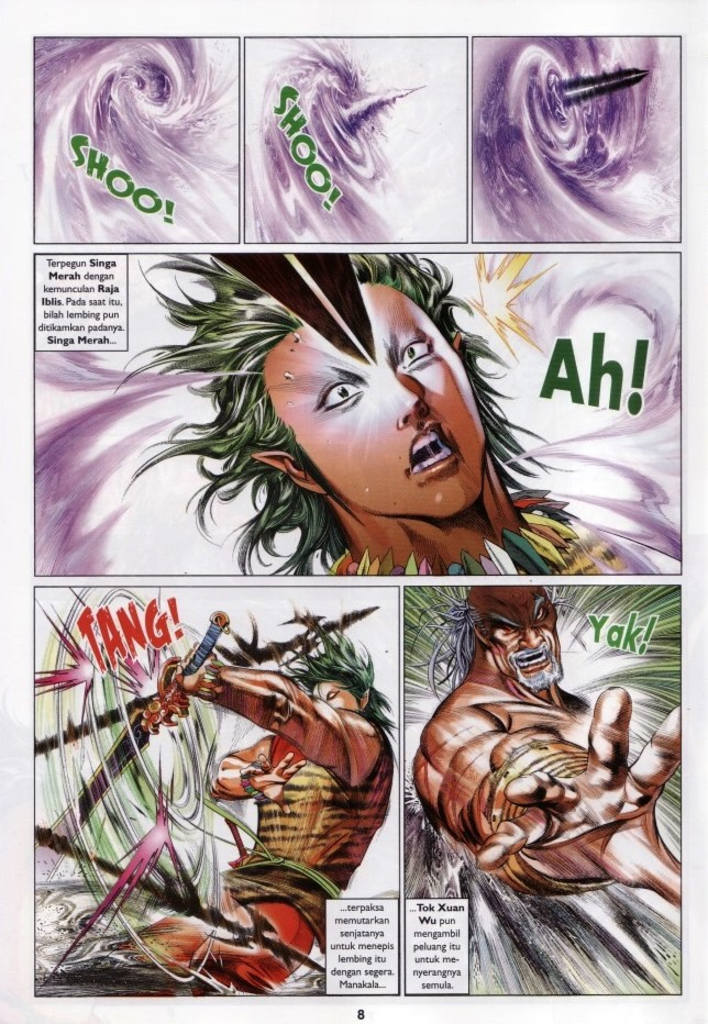 SHOO!
SHOO!
Terpegun Singa
Merah dengan
kemunculan Raja
Iblis. Pada saat itu,
bilah lembing pun
ditikamkan padanya.
Singa Merah...
Ah!
TANG!
...terpaksa
memutarkan
senjatanya
untuk menepis
lembing itu
dengan segera.
Manakala...
Yak!
...Tok Xuan
Wu pun
mengambil
peluang itu
untuk me-
nyerangnya
semula.
8